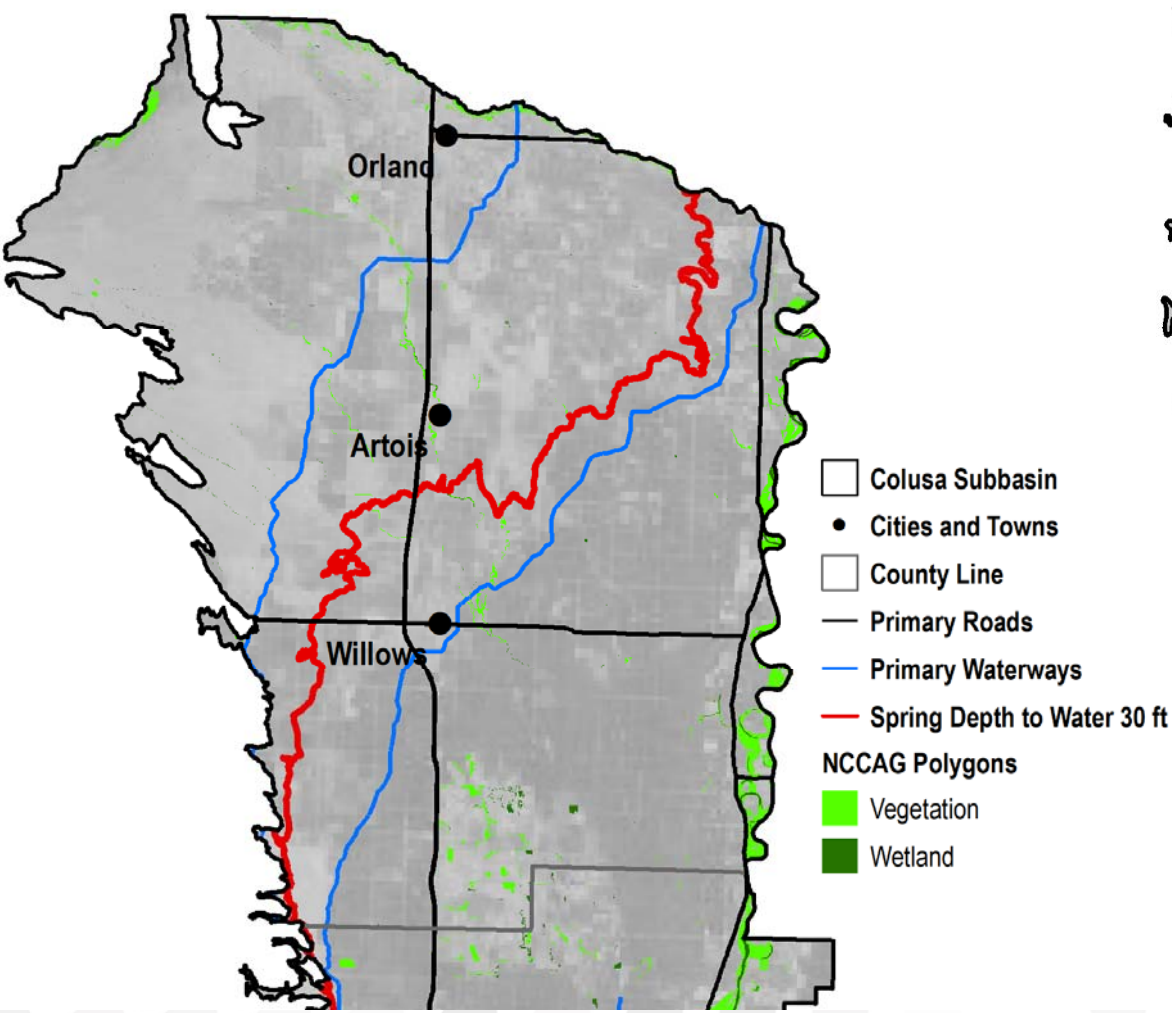 Orland
Artois
Willows
Colusa Subbasin
Cities and Towns
County Line
Primary Roads
Primary Waterways
Spring Depth to Water 30 ft
NCCAG Polygons
Vegetation
Wetland